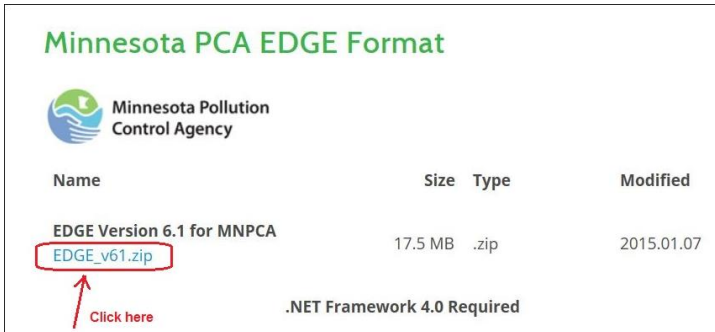 Minnesota PCA EDGE Format
Minnesota Pollution
Control Agency
Name Size Type Modified
EDGE Version 6.1 for MNPCA
EDGE_v61.zip 17.5 MB .zip 2015.01.07
Click here
.NET Framework 4.0 Required